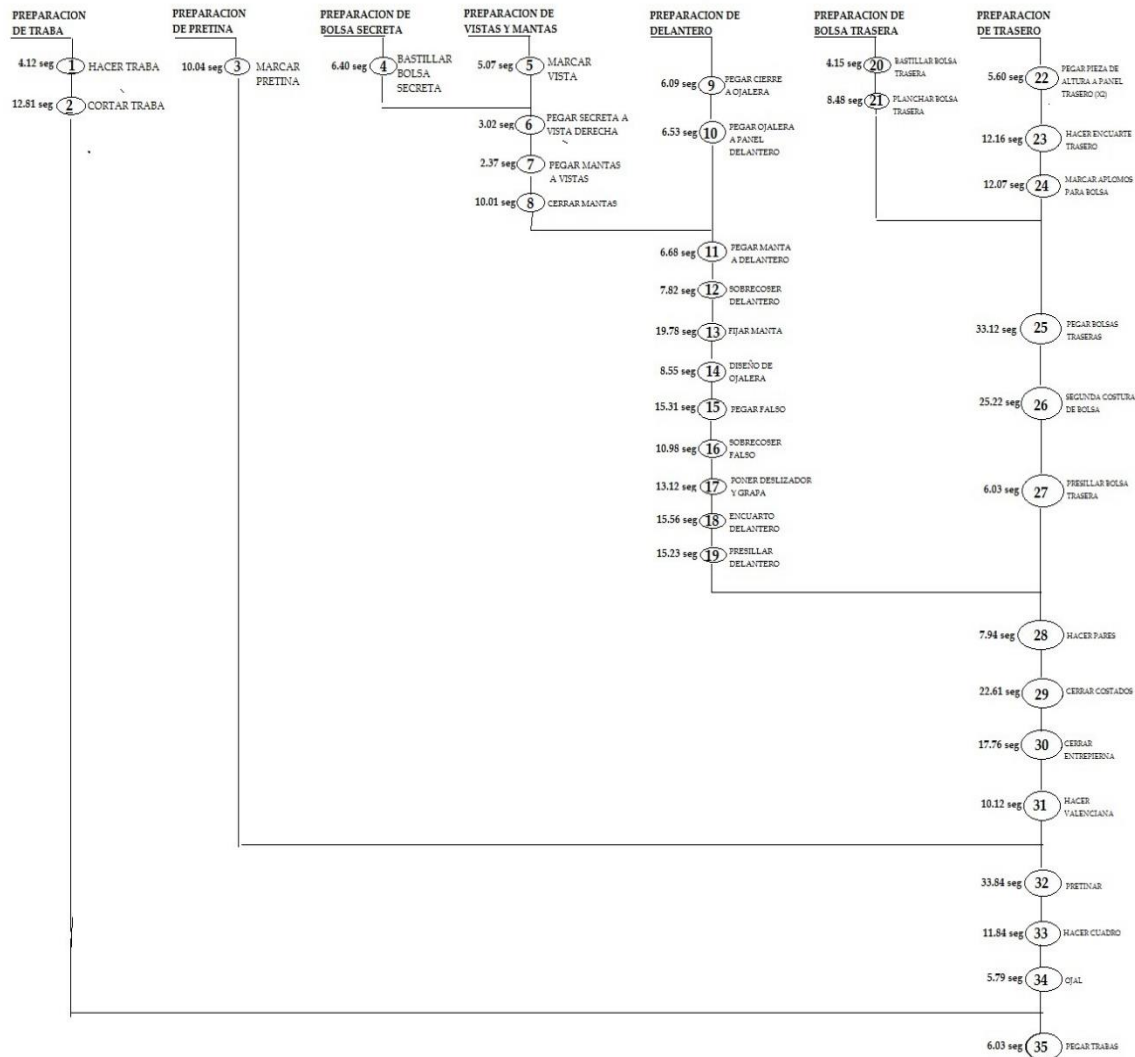 PREPARACION
DE TRABA
4.12 seg 1 HACER TRABA
12.81 seg 2 CORTAR TRABA
PREPARACION
DE PRETINA
10.04 seg 3 MARCAR
PRETINA
PREPARACION DE
BOLSA SECRETA
6.40 seg 4 BASTILLAR
BOLSA
SECRETA
PREPARACION DE
VISTAS Y MANTAS
5.07 seg 5 MARCAR
VISTA
3.02 seg 6 PEGAR SECRETA A
VISTA DERECHA
2.37 seg 7 PEGAR MANTAS
A VISTAS
10.01 seg 8 CERRAR MANTAS
PREPARACION DE
DELANTERO
6.09 seg 9 PEGAR CIERRE
A OJALERA
6.53 seg 10 PEGAR OJALERA
A PANEL
DELANTERO
6.68 seg 11 PEGAR MANTA
A DELANTERO
7.82 seg 12 SOBRECOSER
DELANTERO
19.78 seg 13 FIJAR MANTA
8.55 seg 14 DISEÑO DE
OJALERA
15.31 seg 15 PEGAR FALSO
10.98 seg 16 SOBRECOSER
FALSO
13.12 seg 17 PONER DESLIZADOR
Y GRAPA
15.56 seg 18 ENCUARTO
DELANTERO
15.23 seg 19 PRESILLAR
DELANTERO
PREPARACION DE
BOLSA TRASERA
4.15 seg 20 BASTILLAR BOLSA
TRASERA
8.48 seg 21 PLANCHAR BOLSA
TRASERA
PREPARACION
DE TRASERO
5.60 seg 22 PEGAR PIEZA DE
ALTURA A PANEL
TRASERO (X2)
12.16 seg 23 HACER ENCUARTE
TRASERO
12.07 seg 24 MARCAR APLOMOS
PARA BOLSA
33.12 seg 25 PEGAR BOLSAS
TRASERAS
25.22 seg 26 SEGUNDA COSTURA
DE BOLSA
6.03 seg 27 PRESILLAR BOLSA
TRASERA
7.94 seg 28 HACER PARES
22.61 seg 29 CERRAR COSTADOS
17.76 seg 30 CERRAR
ENTREPIERNA
10.12 seg 31 HACER
VALENCIANA
33.84 seg 32 PRETINAR
11.84 seg 33 HACER CUADRO
5.79 seg 34 OJAL
6.03 seg 35 PEGAR TRABAS